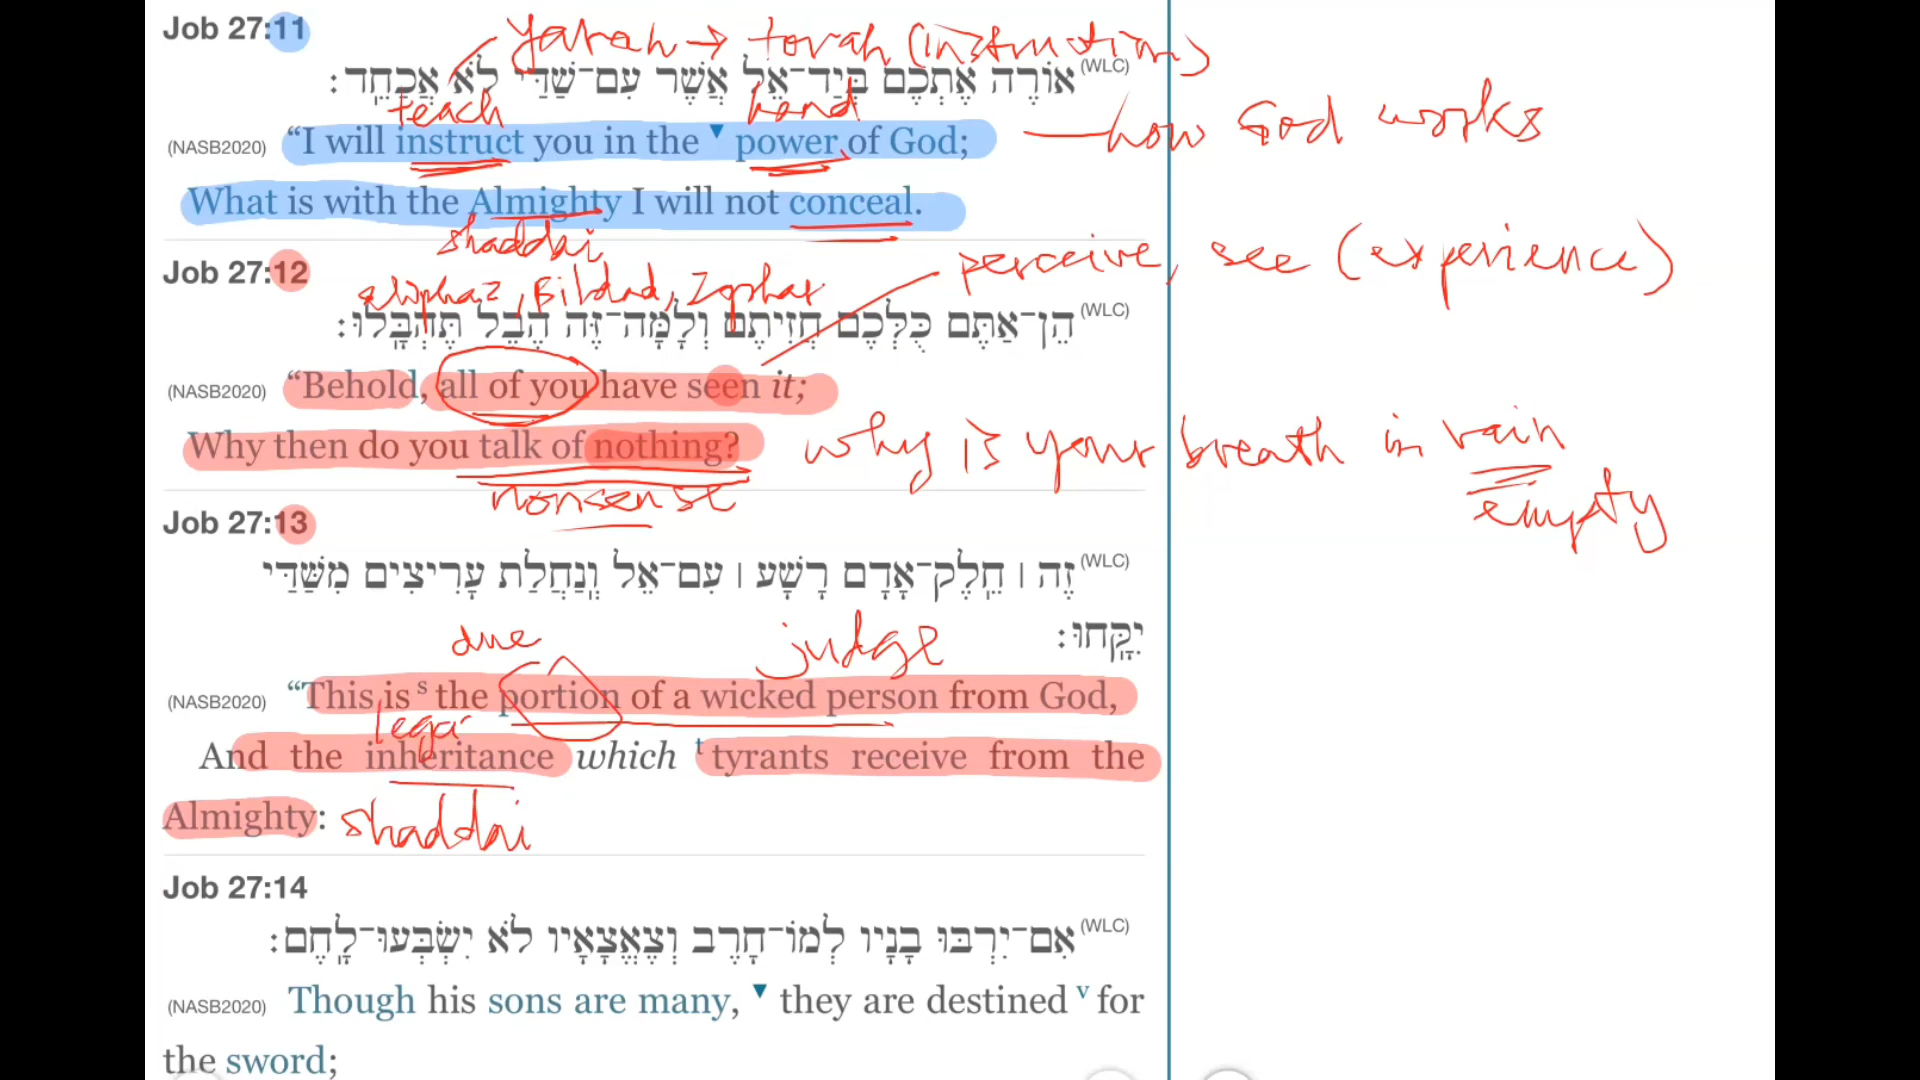 Job 27:11
yarah → torah (instructions)
(WLC) אוֹרֶה אֶתְכֶם בְּיַד־אֵל אֲשֶׁר עִם־שַׁדַּי לֹא אֲכַחֵד׃
teach hand
(NASB2020) “I will instruct you in the power of God;
— how God works
What is with the Almighty I will not conceal.
shaddai
Job 27:12
perceive, see (experience)
eliphaz, Bildad, Zophar
(WLC) הֵן־אַתֶּם כֻּלְּכֶם חֲזִיתֶם וְלָמָּה־זֶּה הֶבֶל תֶּהְבָּלוּ׃
(NASB2020) “Behold, all of you have seen it;
Why then do you talk of nothing?
why is your breath in vain
nonsense
empty
Job 27:13
(WLC) זֶה ׀ חֵלֶק־אָדָם רָשָׁע ׀ עִם־אֵל וְנַחֲלַת עָרִיצִים מִשַּׁדַּי
יִקָּחוּ׃
due judge
(NASB2020) “This is s the portion of a wicked person from God,
legal
And the inheritance which t tyrants receive from the
Almighty: shaddai
Job 27:14
(WLC) אִם־יִרְבּוּ בָנָיו לְמוֹ־חָרֶב וְצֶאֱצָאָיו לֹא יִשְׂבְּעוּ־לָחֶם׃
(NASB2020) Though his sons are many, they are destined v for
the sword;